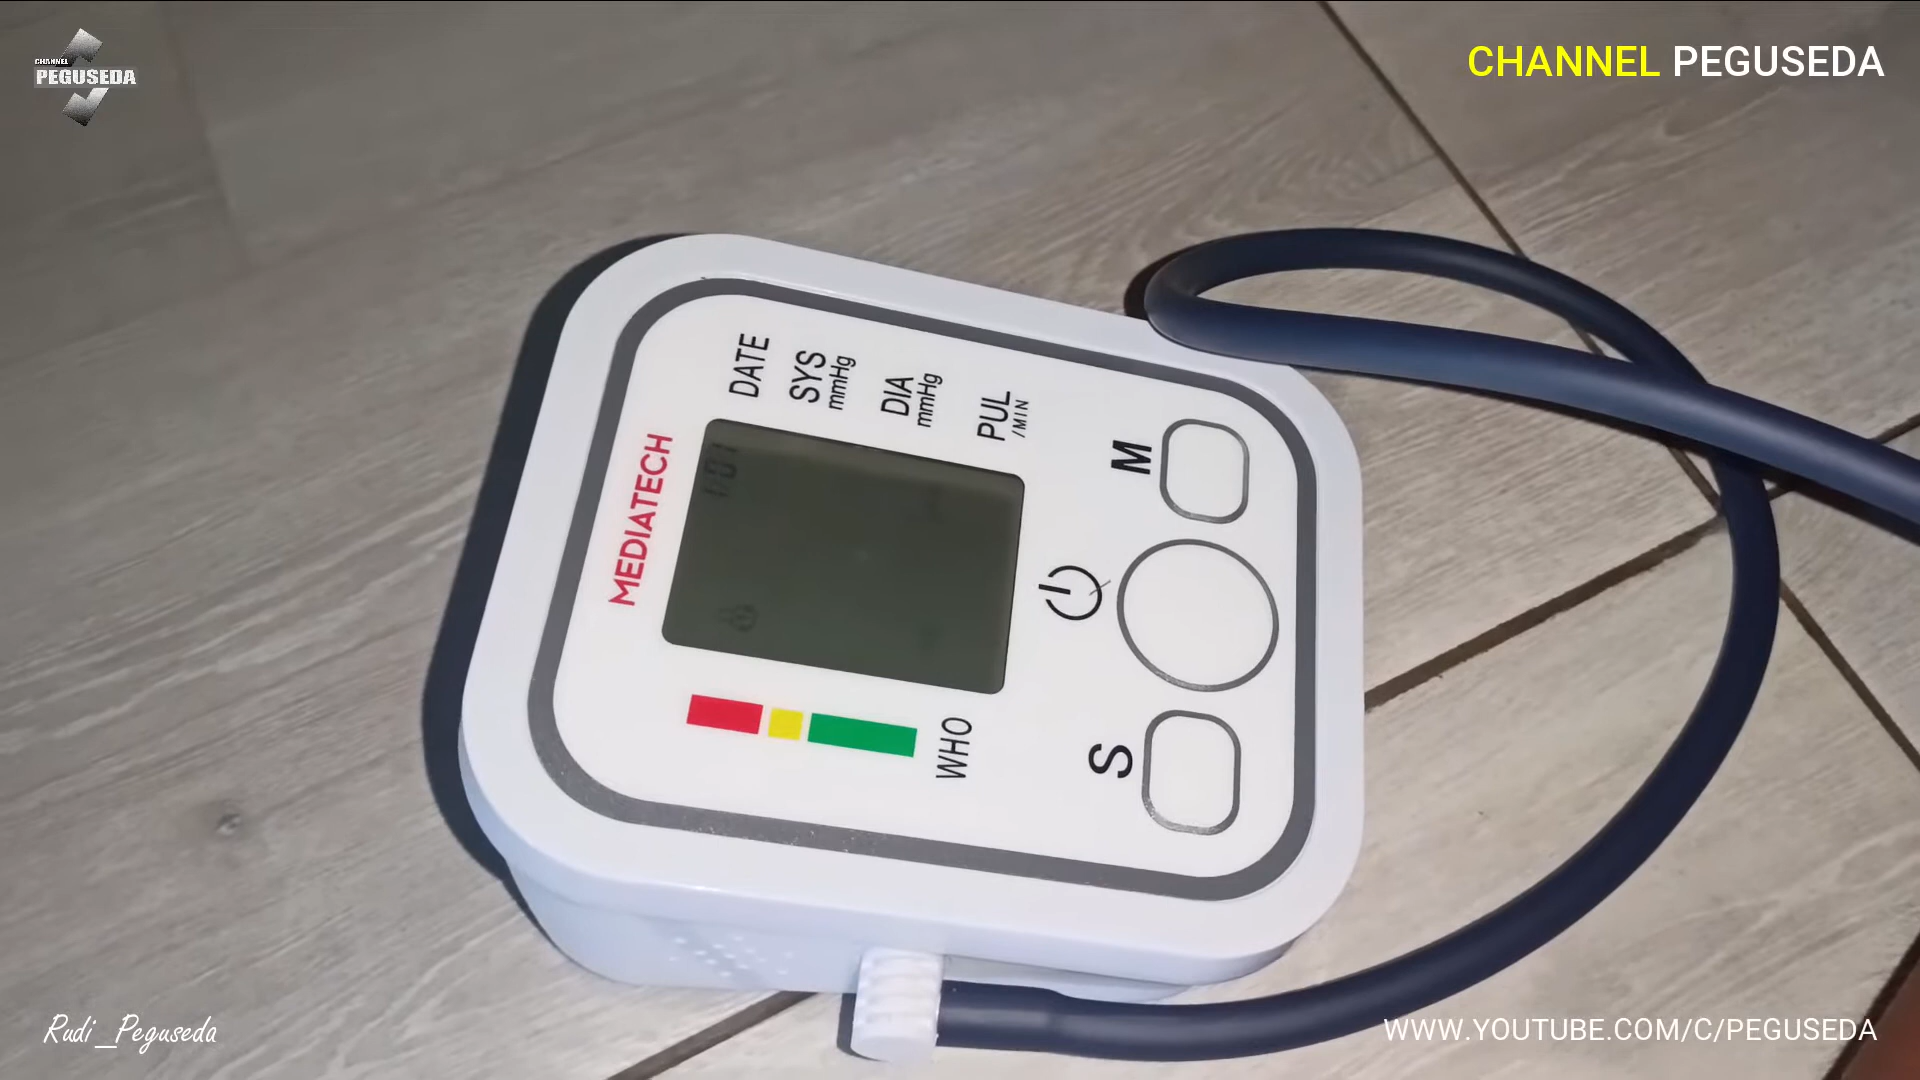 CHANNEL
PEGUSEDA
CHANNEL PEGUSEDA
MEDIATECH
DATE
SYS
mmHg
DIA
mmHg
PUL
/MIN
M
S
WHO
Rudi_Peguseda
WWW.YOUTUBE.COM/C/PEGUSEDA